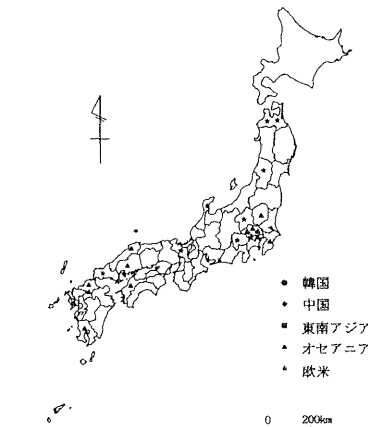 韓国
中国
東南アジア
オセアニア
欧米
0 200km